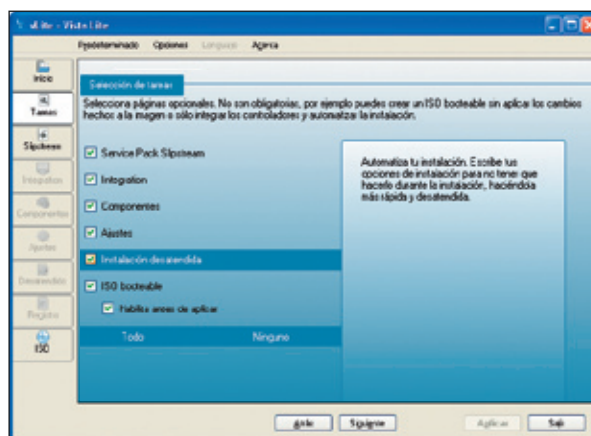 vLite - Vista Lite
Predeterminado Opciones Lenguaje Acerca
Inicio
Tareas
Slipstream
Integration
Componentes
Ajustes
Desatendido
Registro
ISO
Selección de tareas
Selecciona páginas opcionales. No son obligatorias, por ejemplo puedes crear un ISO booteable sin aplicar los cambios
hechos a la imagen o sólo integrar los controladores y automatizar la instalación.
Service Pack Slipstream
Integration
Componentes
Ajustes
Instalación desatendida
ISO booteable
Habilita antes de aplicar
Todo Ninguno
Automatiza tu instalación. Escribe tus
opciones de instalación para no tener que
hacerlo durante la instalación, haciéndola
más rápida y desatendida.
Atrás Siguiente Aplicar Salir